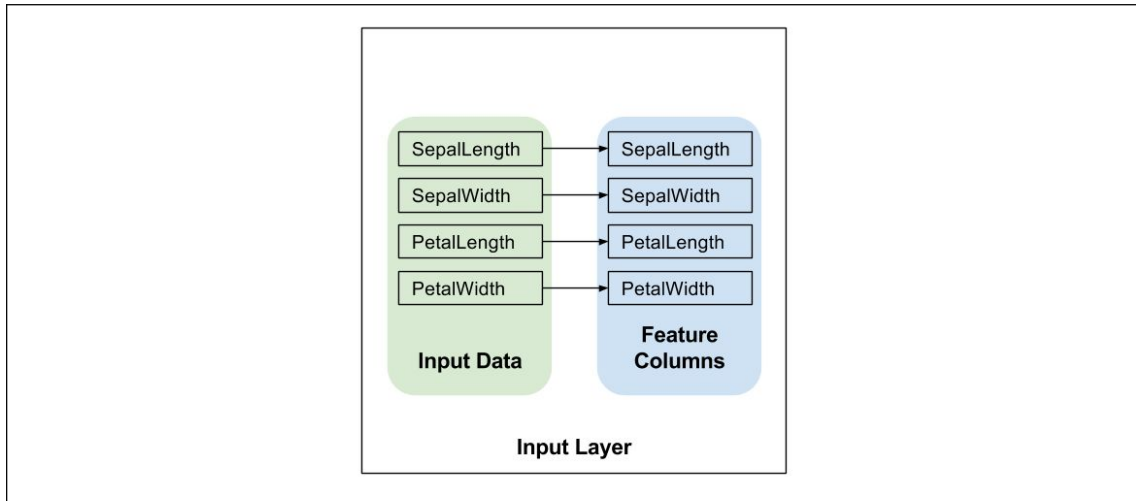 SepalLength
SepalLength
SepalWidth
SepalWidth
PetalLength
PetalLength
PetalWidth
PetalWidth
Input Data
Feature
Columns
Input Layer